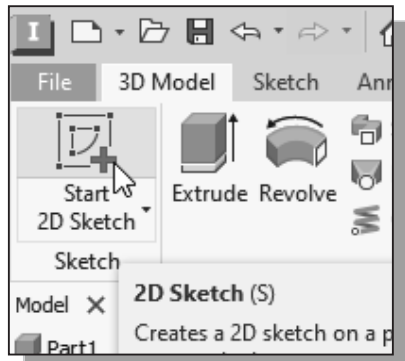 I
File 3D Model Sketch
Start
2D Sketch
Extrude Revolve
Sketch
Model
2D Sketch (S)
Creates a 2D sketch on a
Part1